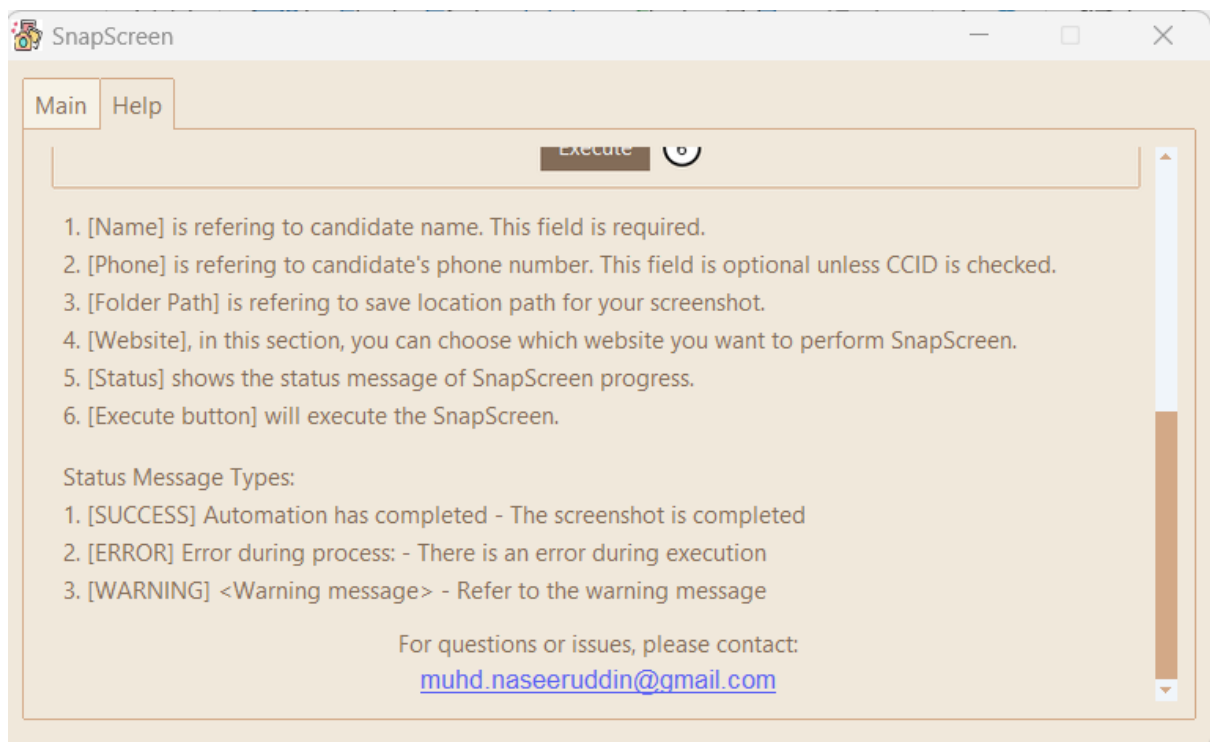 SnapScreen
Main Help
Execute 6
1. [Name] is refering to candidate name. This field is required.
2. [Phone] is refering to candidate's phone number. This field is optional unless CCID is checked.
3. [Folder Path] is refering to save location path for your screenshot.
4. [Website], in this section, you can choose which website you want to perform SnapScreen.
5. [Status] shows the status message of SnapScreen progress.
6. [Execute button] will execute the SnapScreen.
Status Message Types:
1. [SUCCESS] Automation has completed - The screenshot is completed
2. [ERROR] Error during process: - There is an error during execution
3. [WARNING] <Warning message> - Refer to the warning message
For questions or issues, please contact:
muhd.naseeruddin@gmail.com